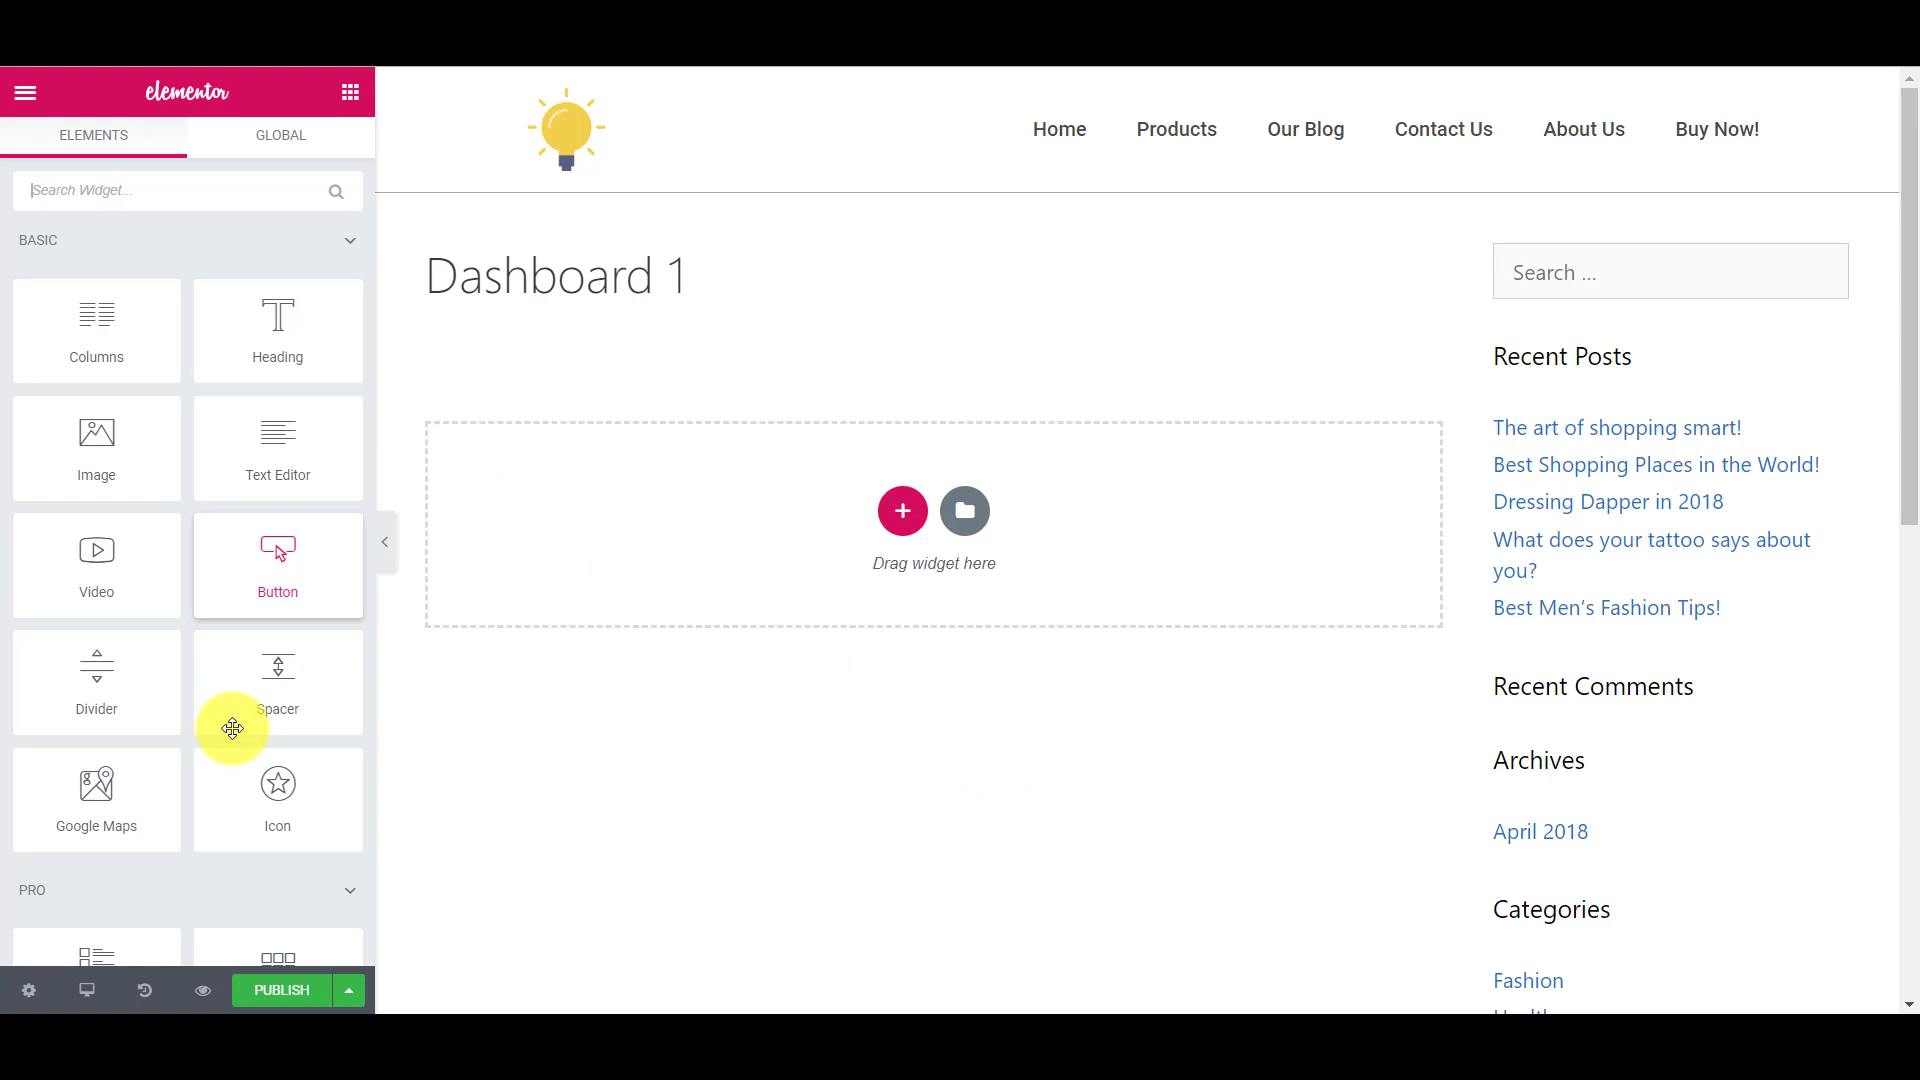 elementor
ELEMENTS
GLOBAL
Search Widget...
BASIC
Columns
Heading
Image
Text Editor
Video
Button
Divider
Spacer
Google Maps
Icon
PRO
PUBLISH
Home
Products
Our Blog
Contact Us
About Us
Buy Now!
Dashboard 1
Drag widget here
Search ...
Recent Posts
The art of shopping smart!
Best Shopping Places in the World!
Dressing Dapper in 2018
What does your tattoo says about
you?
Best Men’s Fashion Tips!
Recent Comments
Archives
April 2018
Categories
Fashion